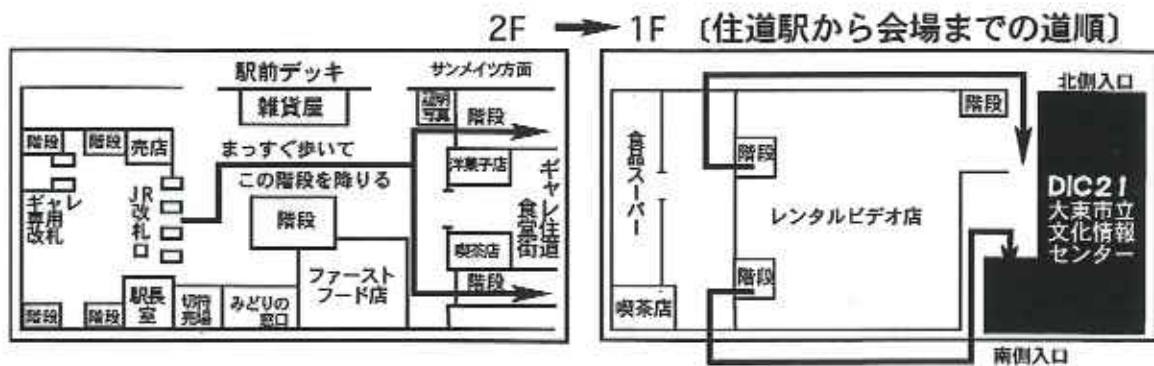 2F → 1F 〔住道駅から会場までの道順〕
駅前デッキ
サンメイツ方面
雑貨屋
証明
写真
階段
階段
階段
売店
まっすぐ歩いて
この階段を降りる
洋菓子店
ギャレ
専用
改札
JR
改札
口
階段
ギャレ住道
食堂街
喫茶店
階段
ファースト
フード店
階段
階段
駅長
室
切符
売場
みどりの
窓口
北側入口
階段
食品スーパー
階段
レンタルビデオ店
DIC21
大東市立
文化情報
センター
階段
喫茶店
南側入口